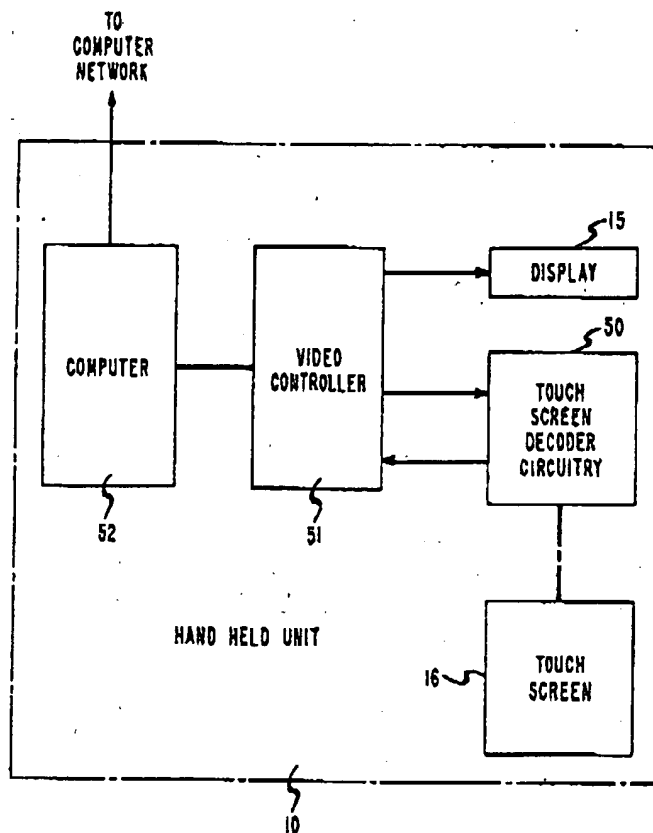 TO
COMPUTER
NETWORK
15
DISPLAY
50
COMPUTER
VIDEO
CONTROLLER
TOUCH
SCREEN
DECODER
CIRCUITRY
52
51
HAND HELD UNIT
16
TOUCH
SCREEN
10